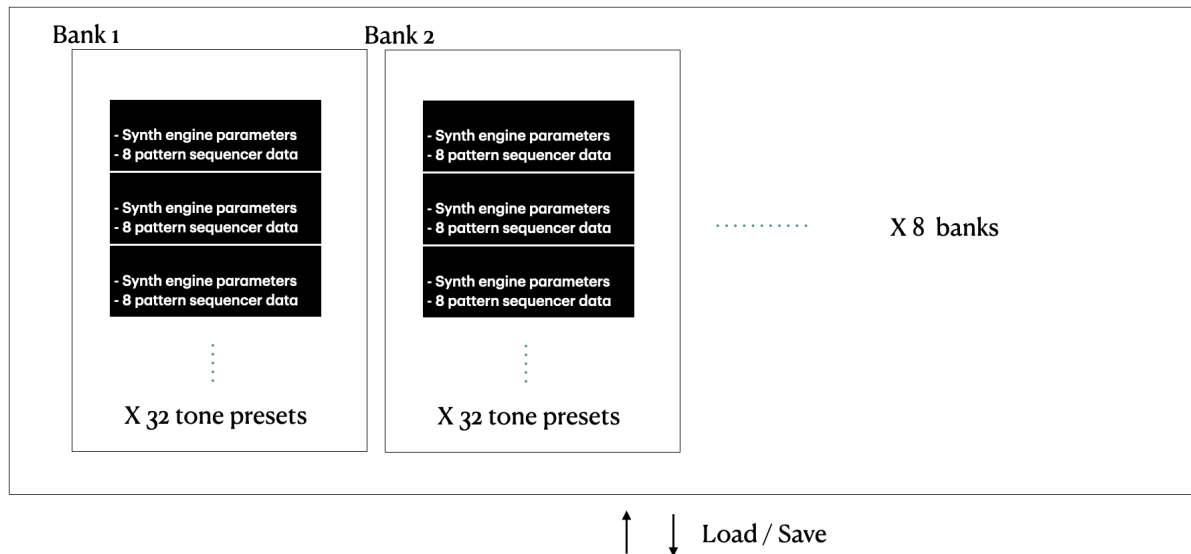 Bank 1
Bank 2
- Synth engine parameters
- 8 pattern sequencer data
- Synth engine parameters
- 8 pattern sequencer data
- Synth engine parameters
- 8 pattern sequencer data
X 32 tone presets
- Synth engine parameters
- 8 pattern sequencer data
- Synth engine parameters
- 8 pattern sequencer data
- Synth engine parameters
- 8 pattern sequencer data
X 32 tone presets
X 8 banks
Load / Save